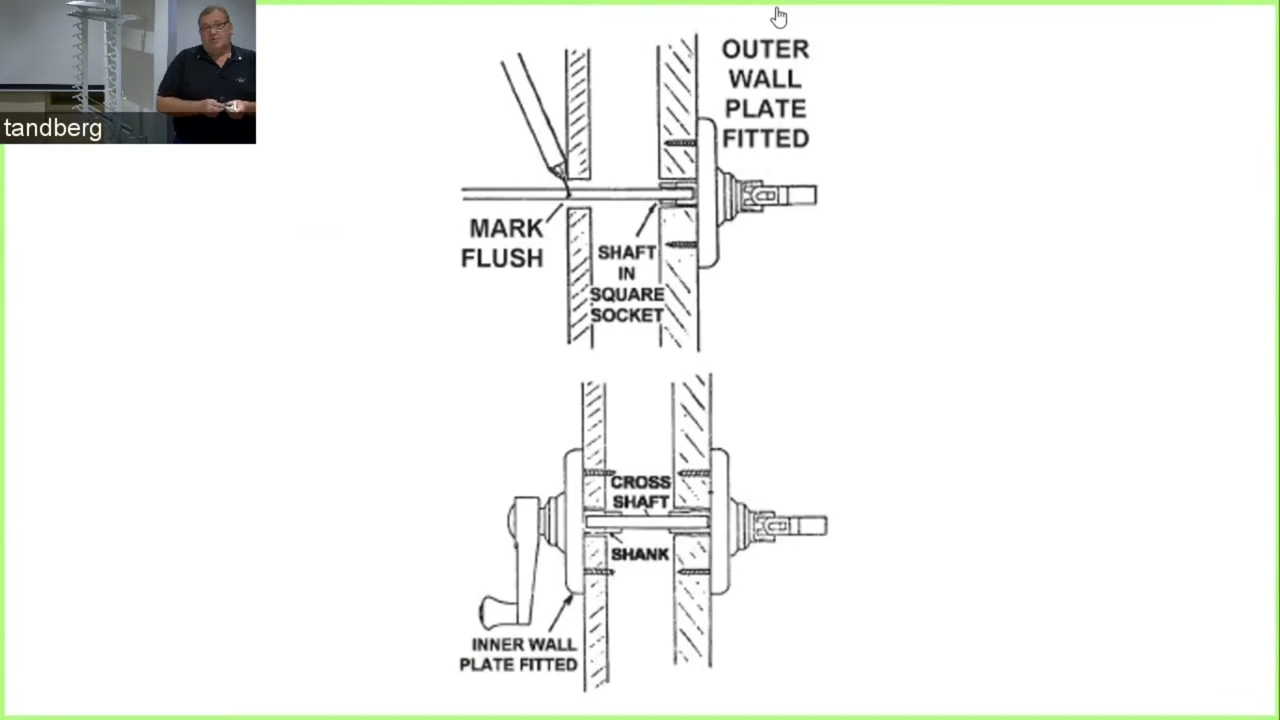 tandberg
OUTER
WALL
PLATE
FITTED
MARK
FLUSH
SHAFT
IN
SQUARE
SOCKET
CROSS
SHAFT
SHANK
INNER WALL
PLATE FITTED